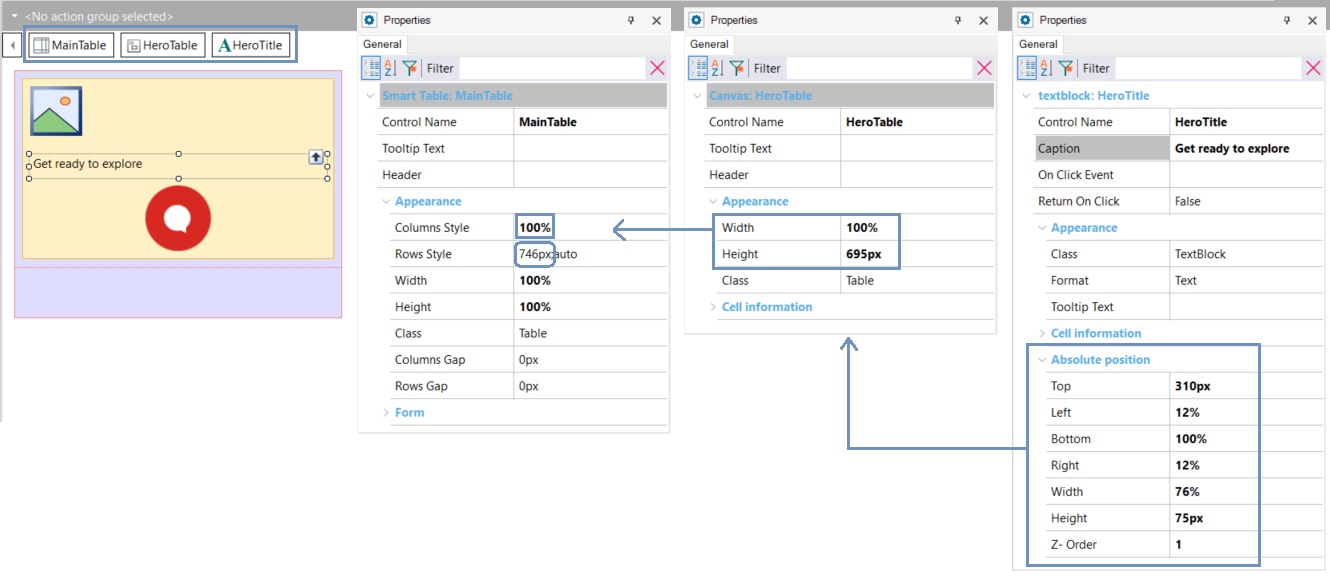 <No action group selected>
MainTable HeroTable HeroTitle
Get ready to explore
Properties
General
Filter
Smart Table: MainTable
Control Name MainTable
Tooltip Text
Header
Appearance
Columns Style 100%
Rows Style 746px;auto
Width 100%
Height 100%
Class Table
Columns Gap 0px
Rows Gap 0px
Form
Properties
General
Filter
Canvas: HeroTable
Control Name HeroTable
Tooltip Text
Header
Appearance
Width 100%
Height 695px
Class Table
Cell information
Properties
General
Filter
textblock: HeroTitle
Control Name HeroTitle
Caption Get ready to explore
On Click Event
Return On Click False
Appearance
Class TextBlock
Format Text
Tooltip Text
Cell information
Absolute position
Top 310px
Left 12%
Bottom 100%
Right 12%
Width 76%
Height 75px
Z- Order 1